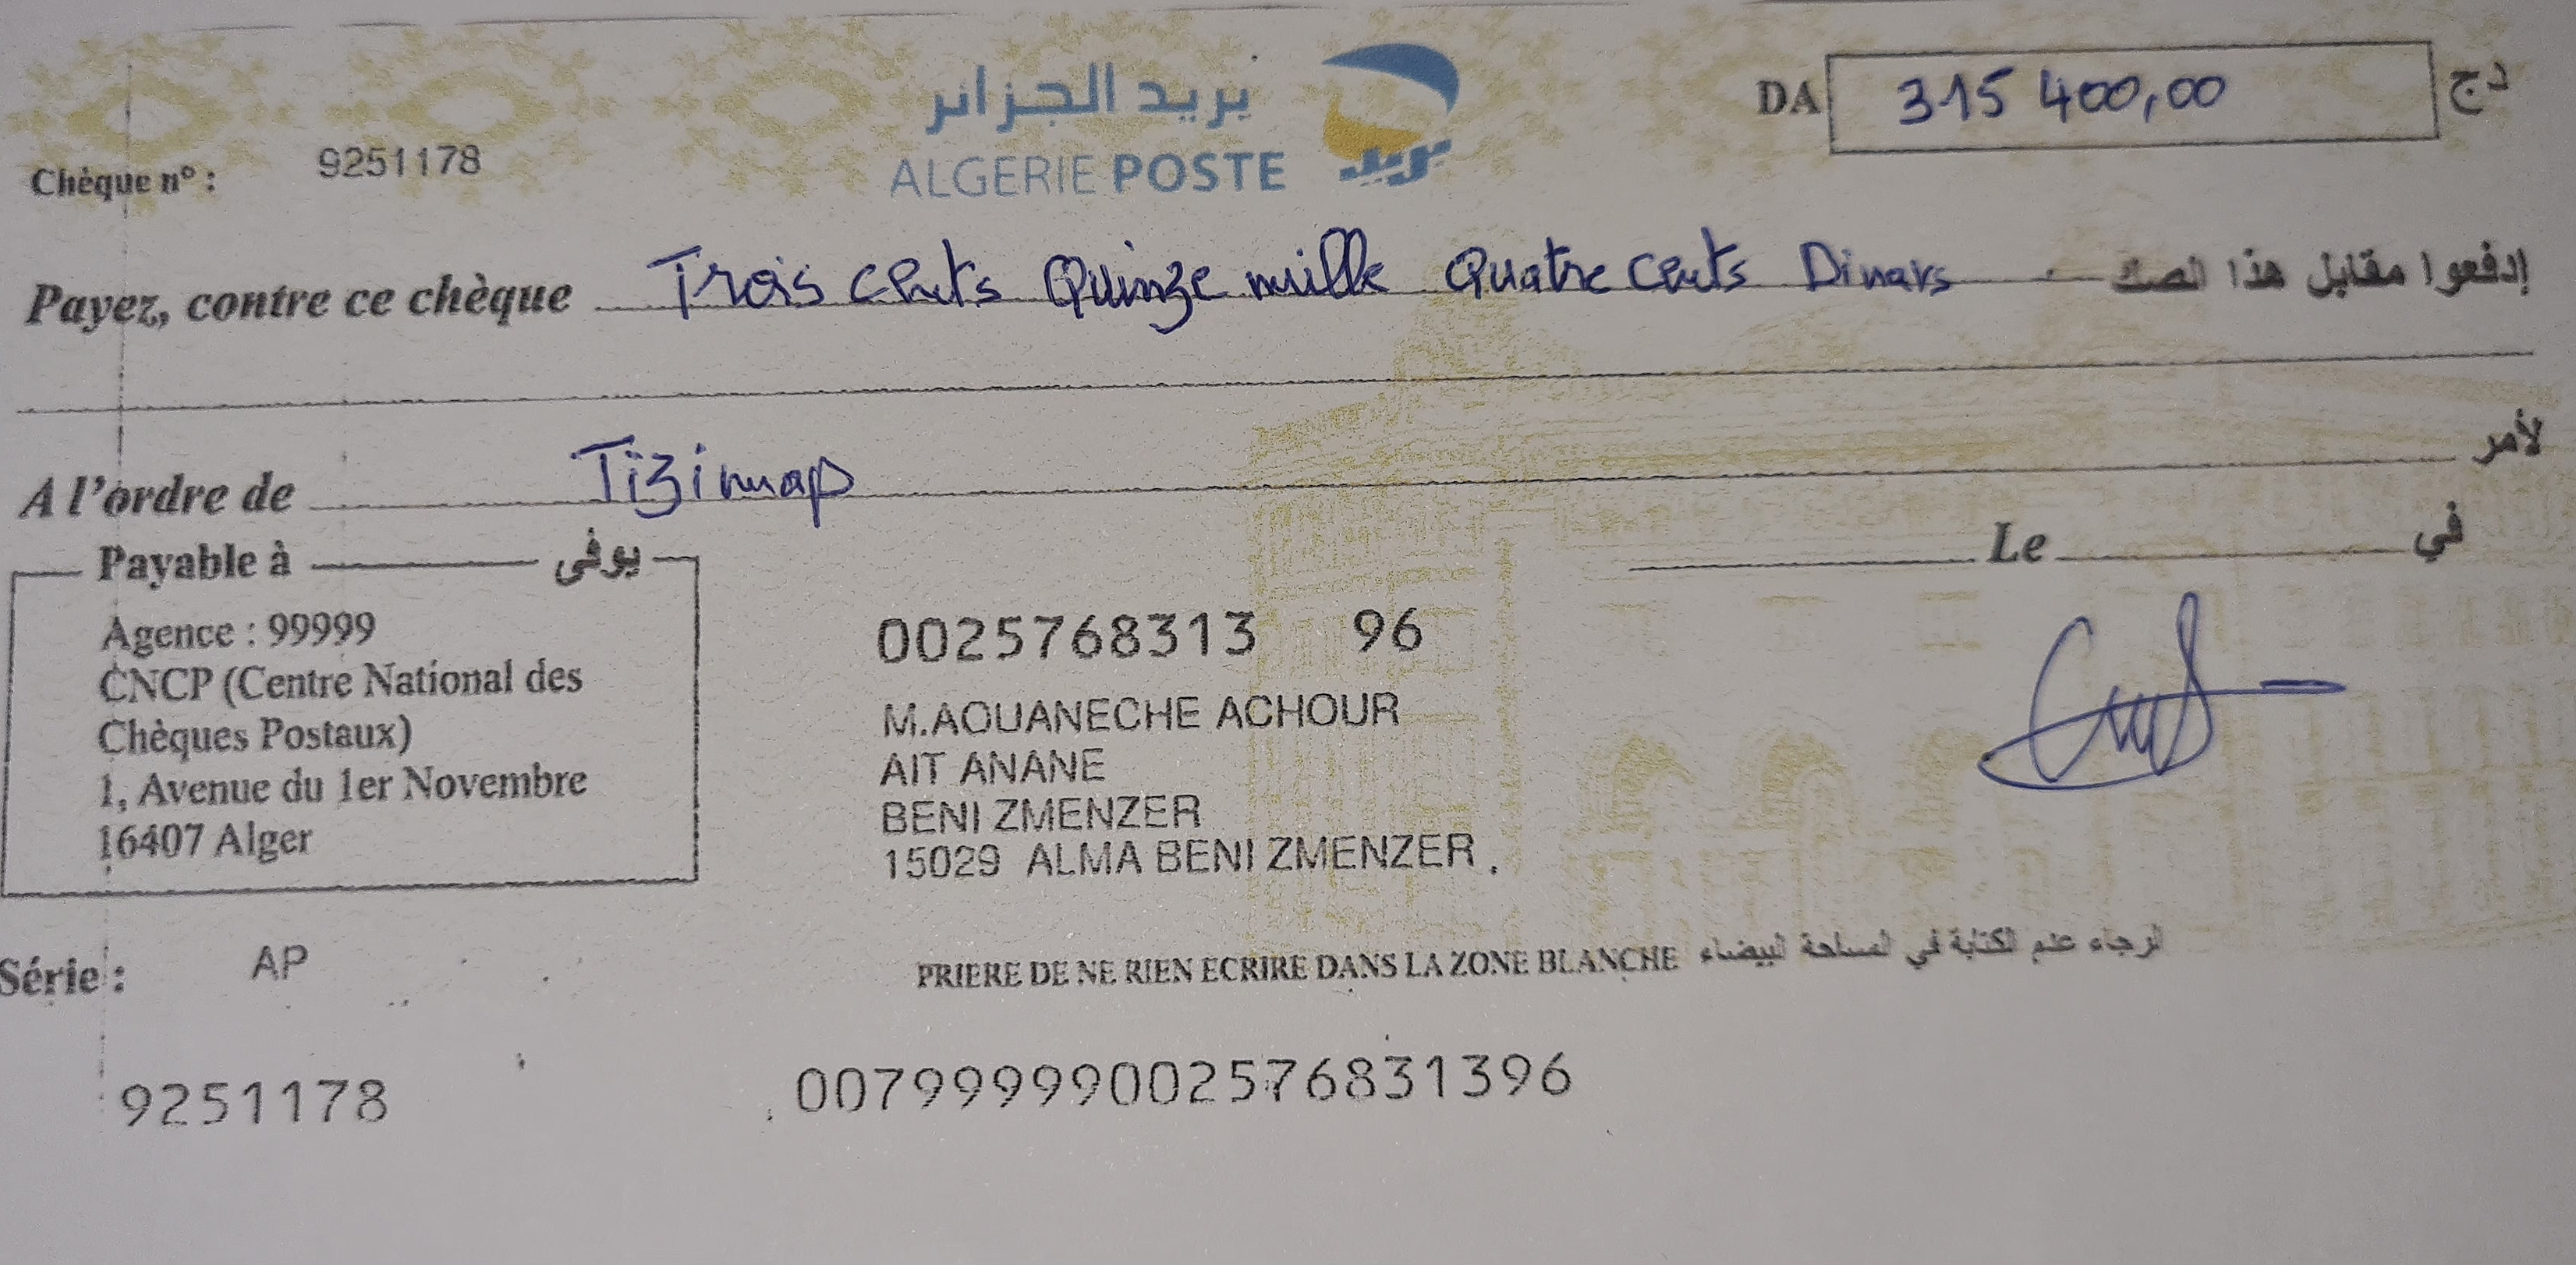 بريد الجزائر
ALGERIE POSTE
بريد
DA 315 400,00 دج
Chèque n° : 9251178
Payez, contre ce chèque Trois cents Quinze mille Quatre cents Dinars إدفعوا مقابل هذا الصك
A l'ordre de Tizimap لأمر
Le في
Payable à يوفى
Agence : 99999
CNCP (Centre National des
Chèques Postaux)
1, Avenue du 1er Novembre
16407 Alger
0025768313 96
M.AOUANECHE ACHOUR
AIT ANANE
BENI ZMENZER
15029 ALMA BENI ZMENZER
Série : AP
PRIERE DE NE RIEN ECRIRE DANS LA ZONE BLANCHE الرجاء عدم الكتابة في المساحة البيضاء
9251178 00799999002576831396